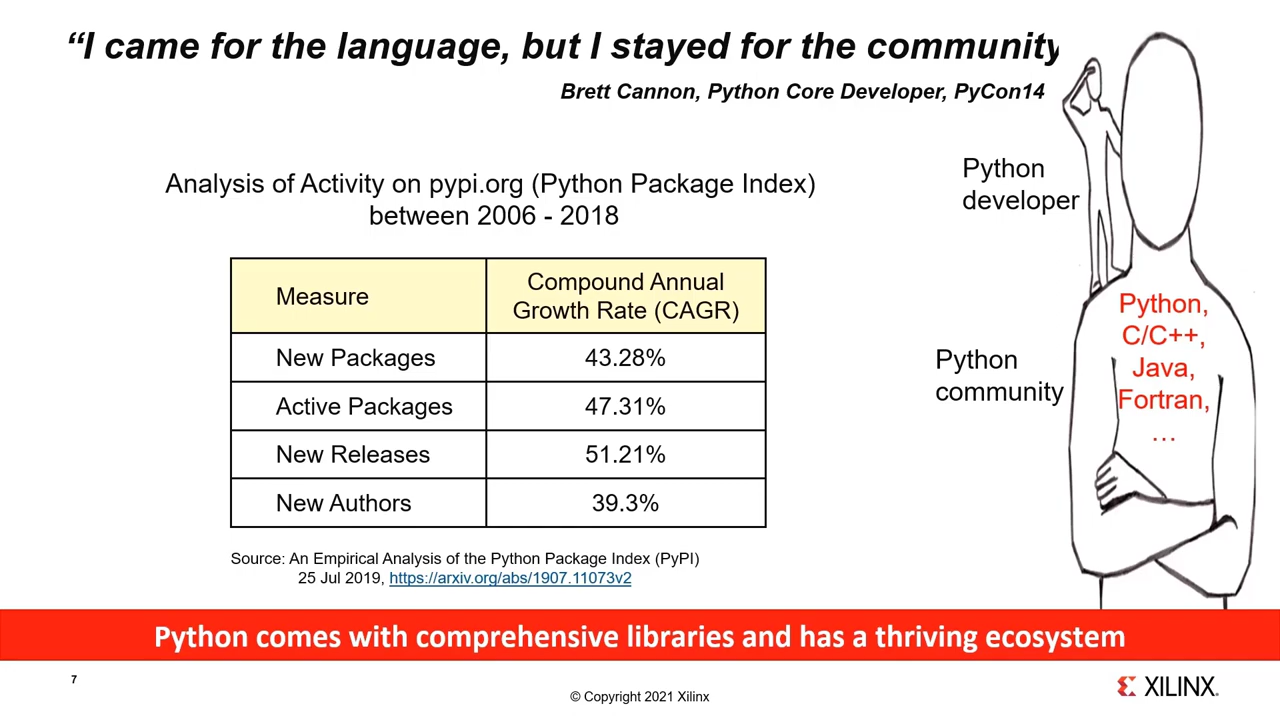 “I came for the language, but I stayed for the community
Brett Cannon, Python Core Developer, PyCon14
Analysis of Activity on pypi.org (Python Package Index)
between 2006 - 2018
Measure
Compound Annual
Growth Rate (CAGR)
New Packages 43.28%
Active Packages 47.31%
New Releases 51.21%
New Authors 39.3%
Source: An Empirical Analysis of the Python Package Index (PyPI)
25 Jul 2019, https://arxiv.org/abs/1907.11073v2
Python
developer
Python
community
Python,
C/C++,
Java,
Fortran,
…
Python comes with comprehensive libraries and has a thriving ecosystem
7
© Copyright 2021 Xilinx
XILINX.